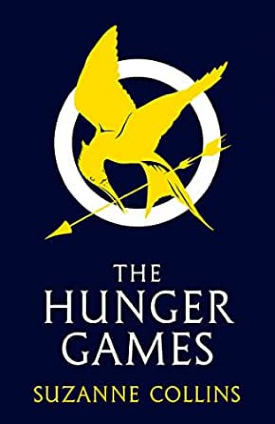 THE
HUNGER
GAMES
SUZANNE COLLINS